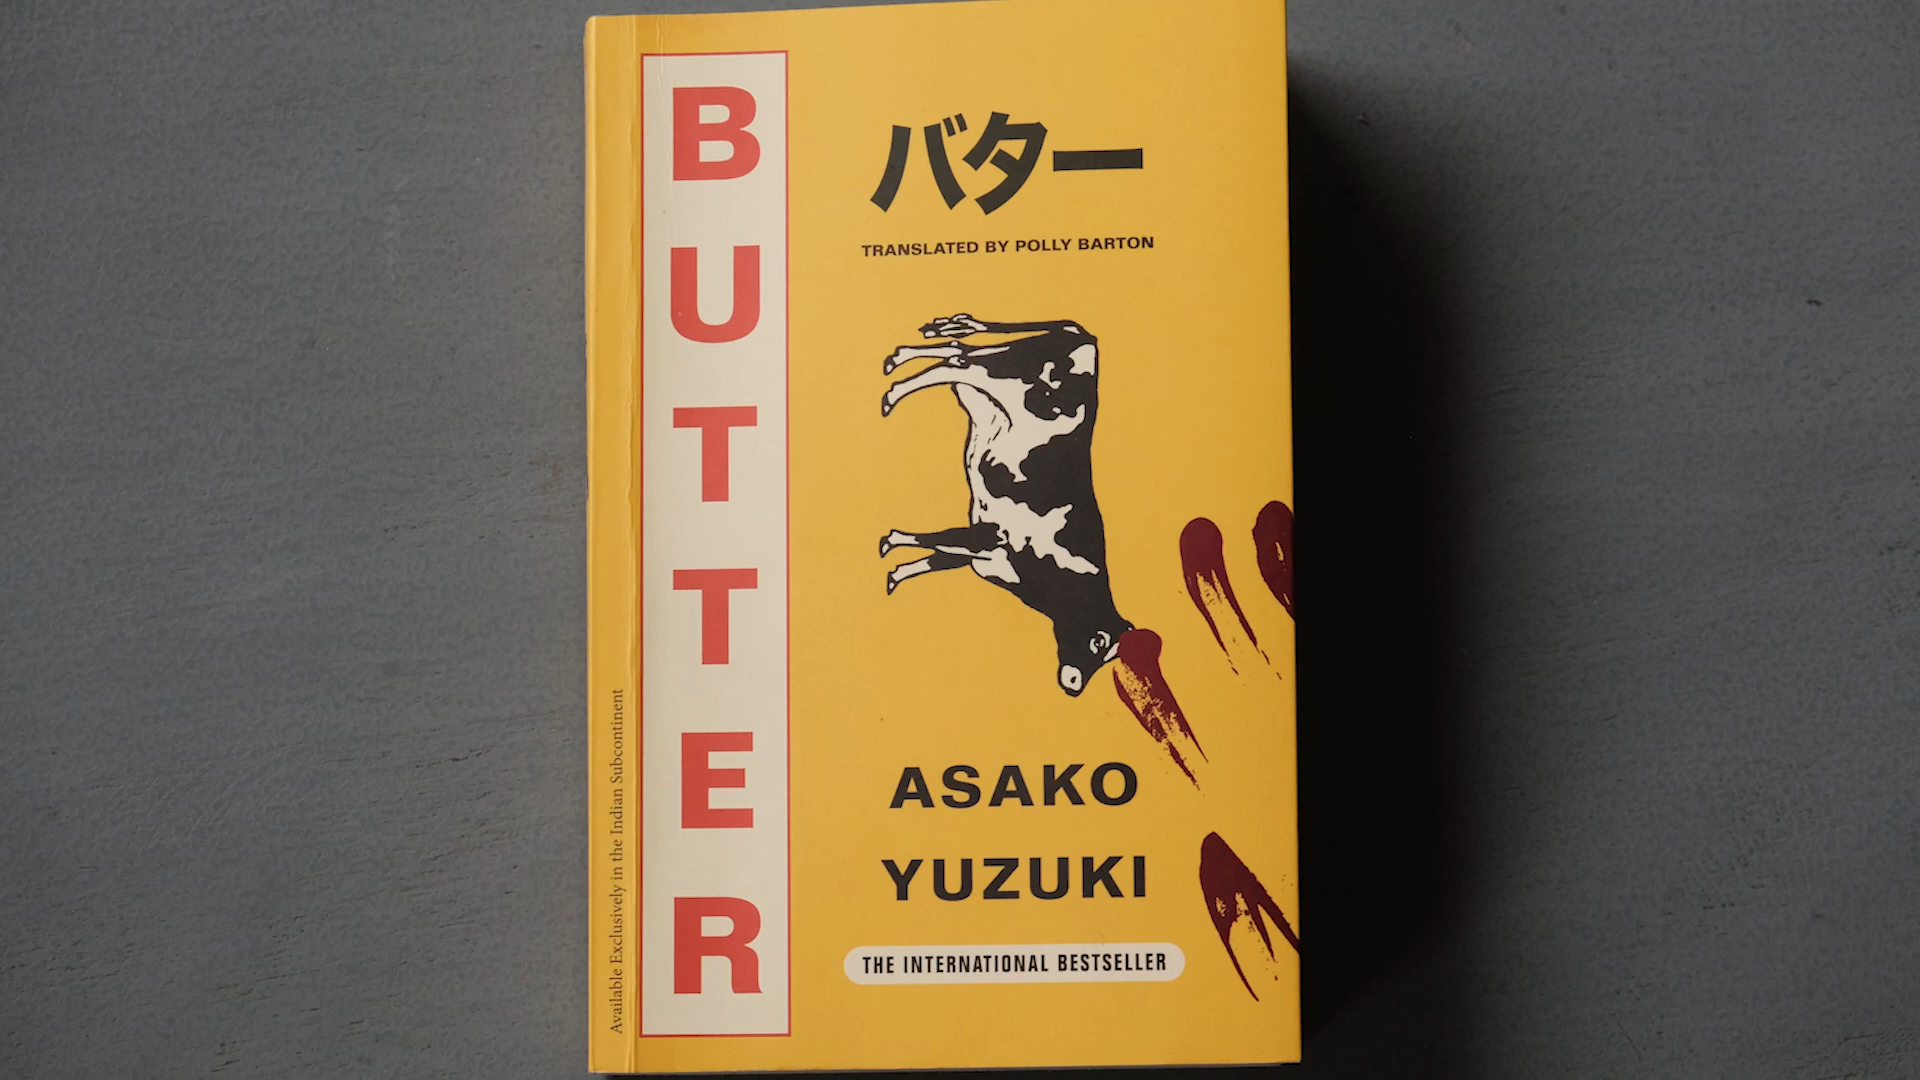 BUTTER
バター
TRANSLATED BY POLLY BARTON
ASAKO
YUZUKI
THE INTERNATIONAL BESTSELLER
Available Exclusively in the Indian Subcontinent